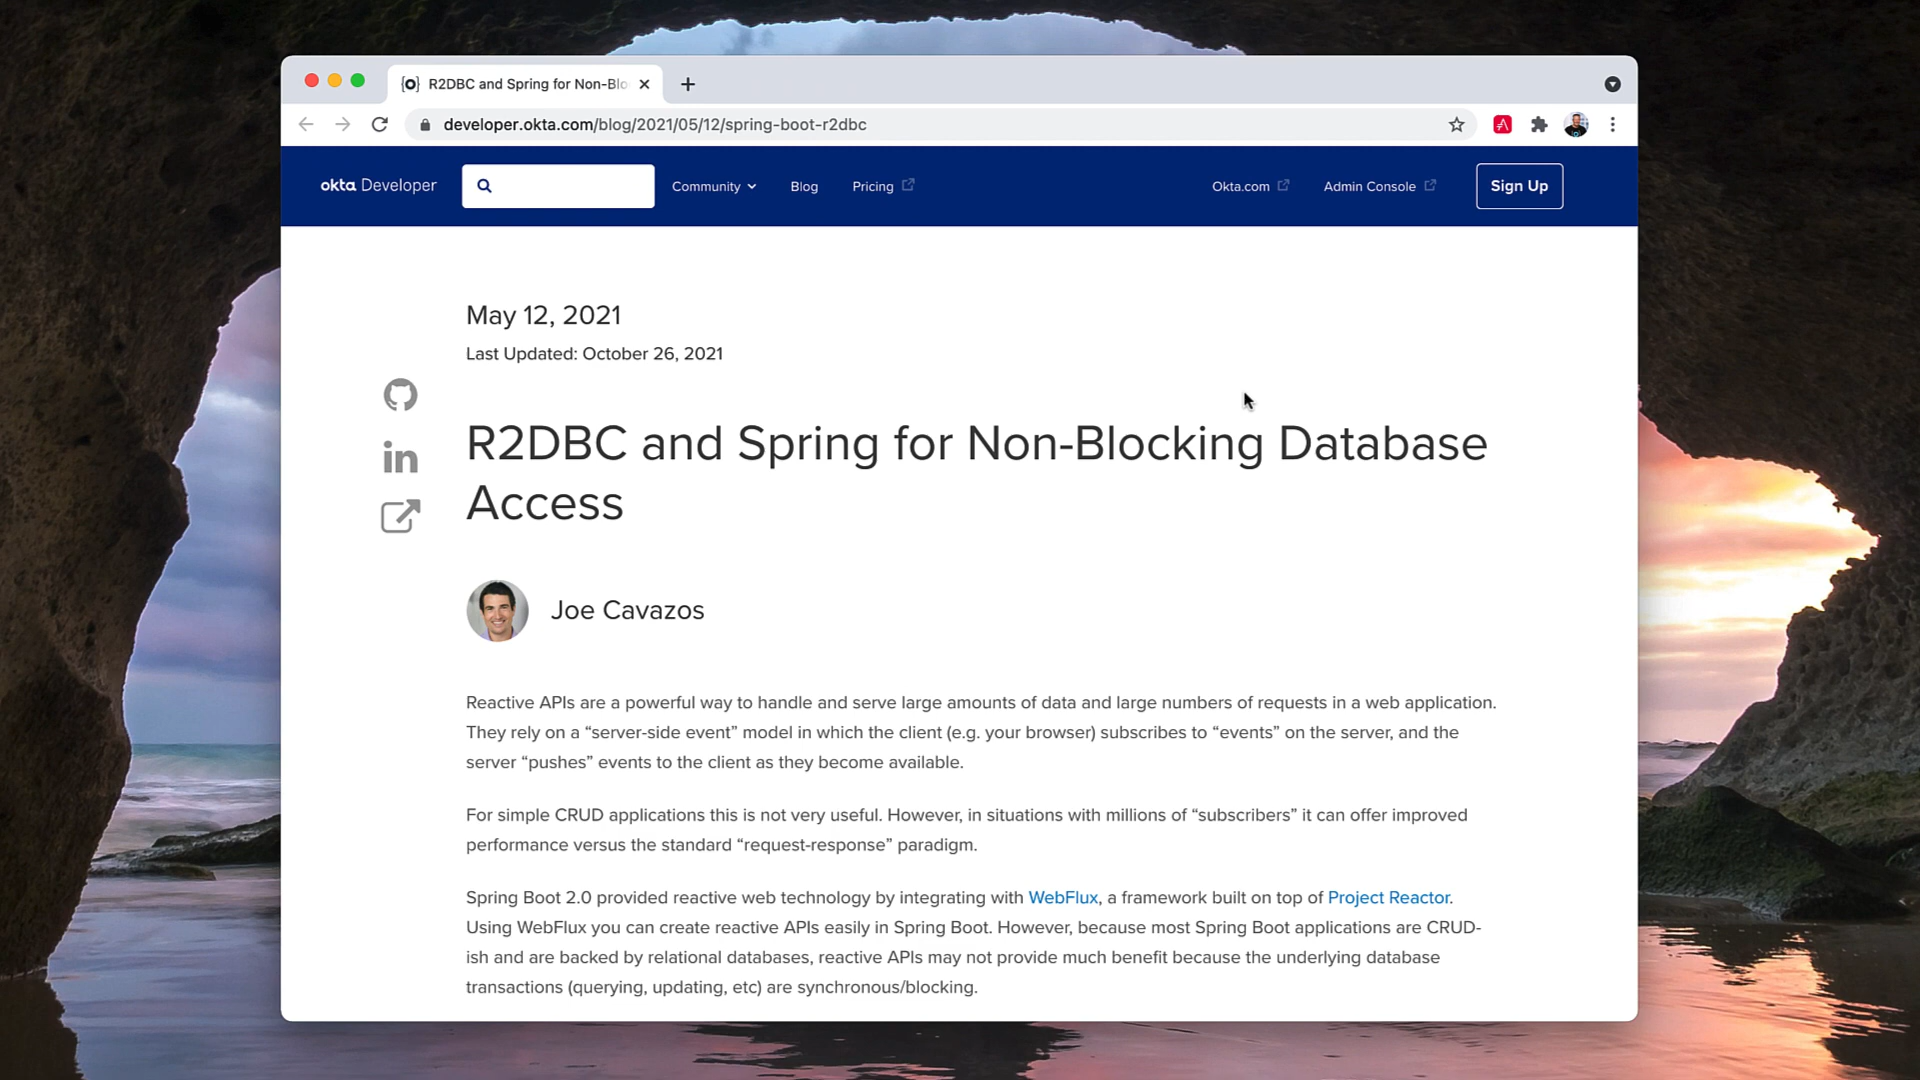 R2DBC and Spring for Non-Blo
developer.okta.com/blog/2021/05/12/spring-boot-r2dbc
okta Developer
Community
Blog
Pricing
Okta.com
Admin Console
Sign Up
May 12, 2021
Last Updated: October 26, 2021
in
R2DBC and Spring for Non-Blocking Database
Access
Joe Cavazos
Reactive APIs are a powerful way to handle and serve large amounts of data and large numbers of requests in a web application.
They rely on a “server-side event” model in which the client (e.g. your browser) subscribes to “events” on the server, and the
server “pushes” events to the client as they become available.
For simple CRUD applications this is not very useful. However, in situations with millions of “subscribers” it can offer improved
performance versus the standard “request-response” paradigm.
Spring Boot 2.0 provided reactive web technology by integrating with WebFlux, a framework built on top of Project Reactor.
Using WebFlux you can create reactive APIs easily in Spring Boot. However, because most Spring Boot applications are CRUD-
ish and are backed by relational databases, reactive APIs may not provide much benefit because the underlying database
transactions (querying, updating, etc) are synchronous/blocking.